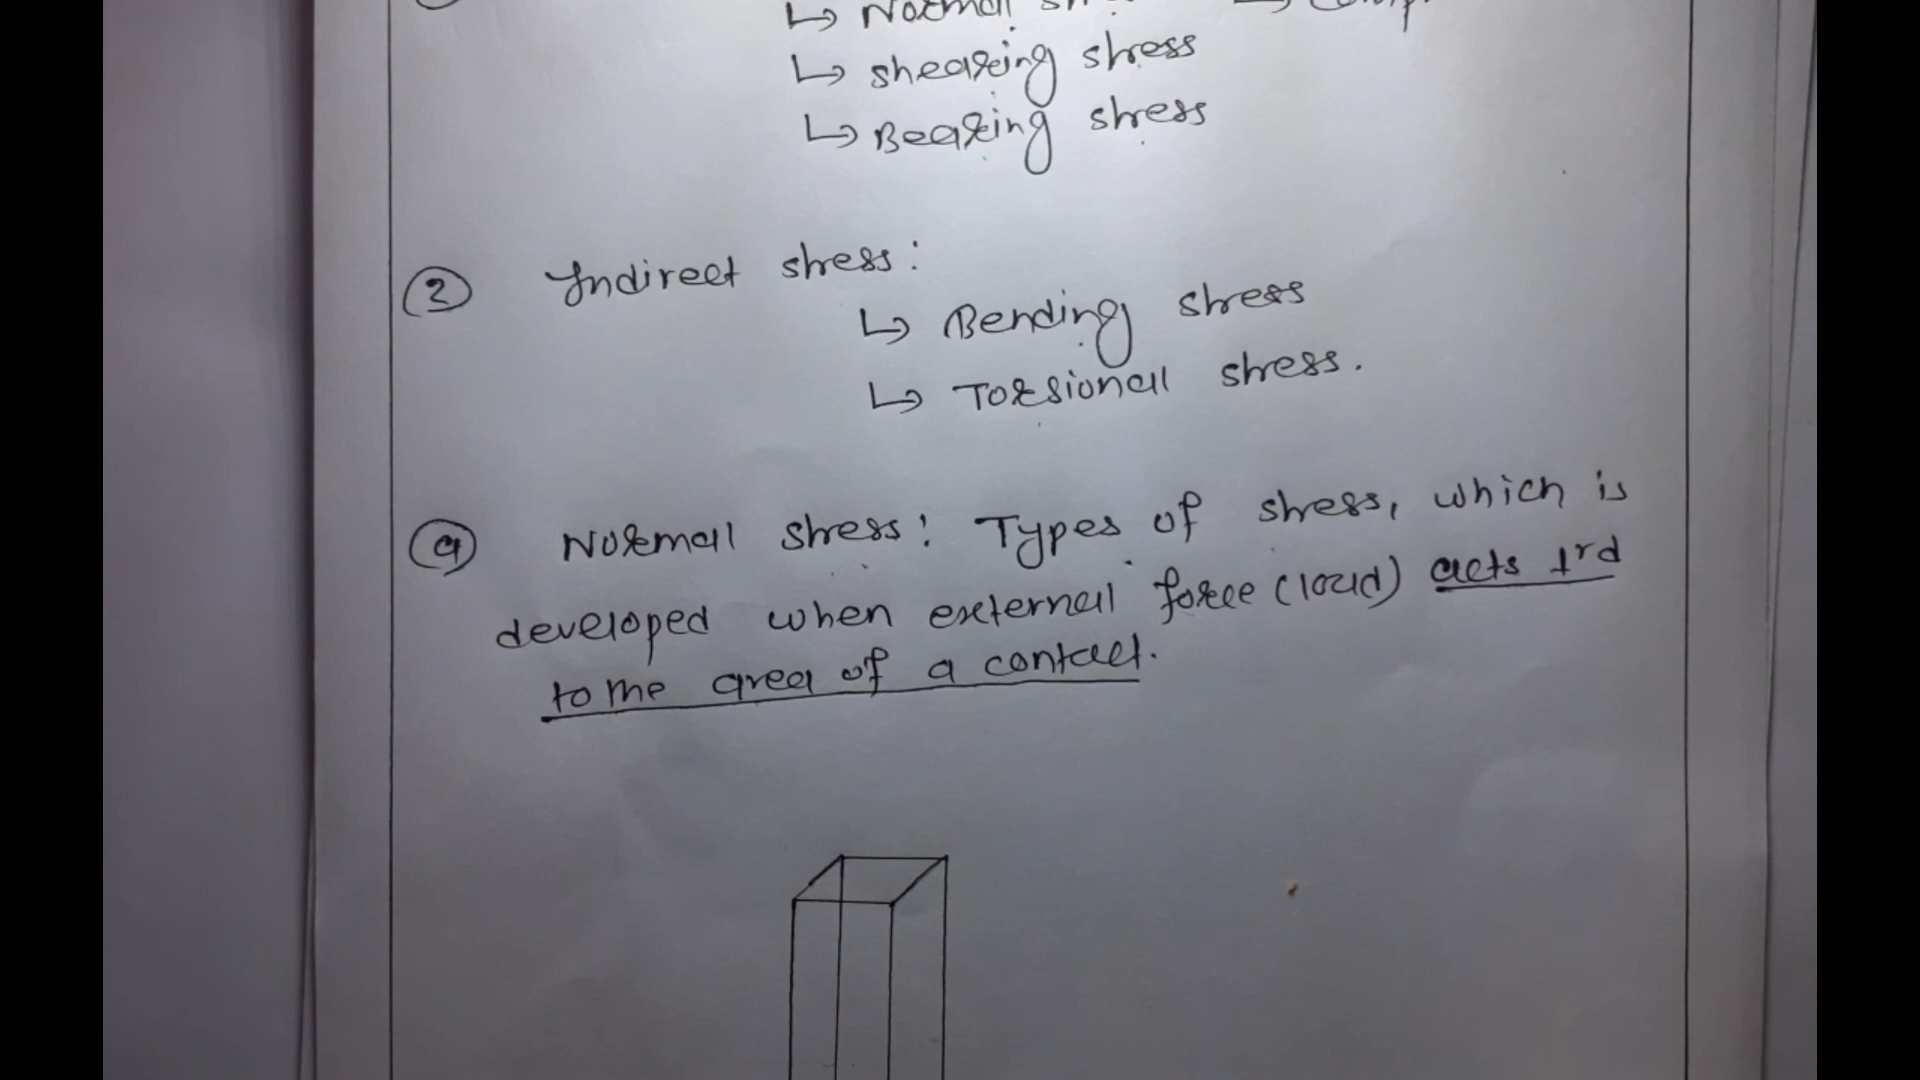 ↳ Normal
↳ shearing stress
↳ Bearing stress
② Indirect stress:
↳ Bending stress
↳ Torsional stress.
ⓐ Normal stress: Types of stress, which is
developed when external force (load) acts ⊥rd
to the area of a contact.